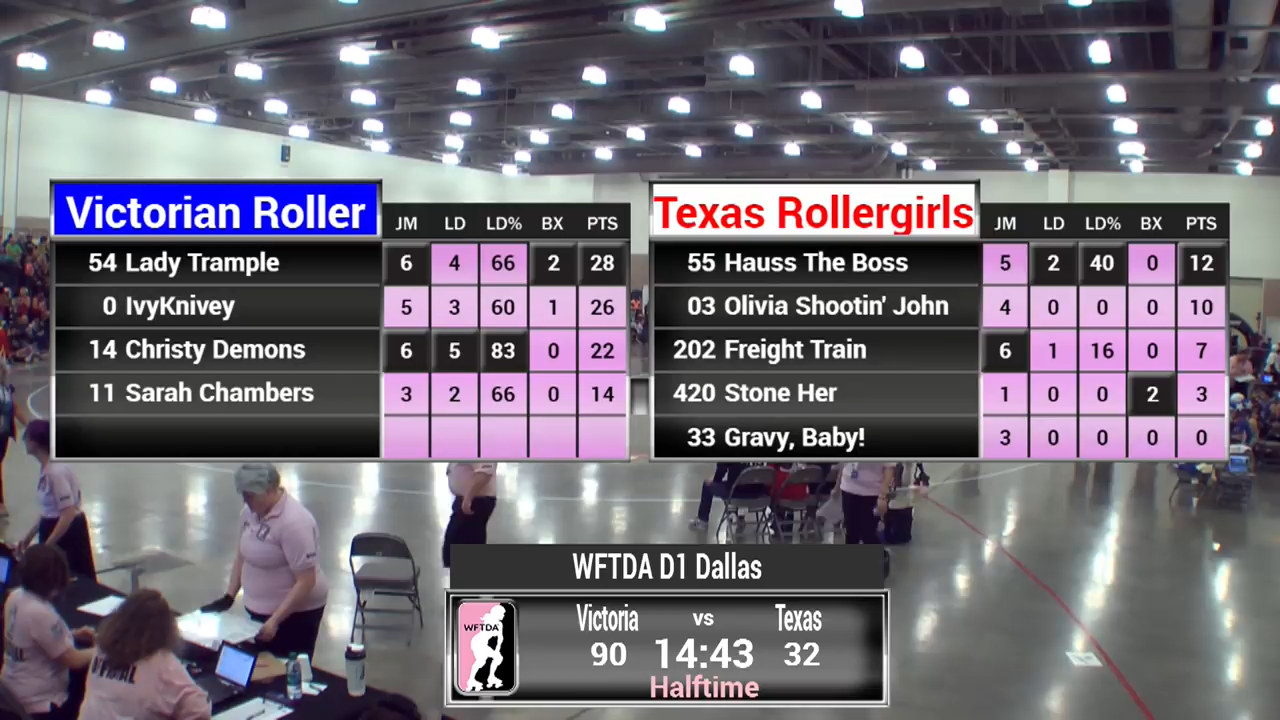 Victorian Roller JM LD LD% BX PTS
54 Lady Trample 6 4 66 2 28
0 IvyKnivey 5 3 60 1 26
14 Christy Demons 6 5 83 0 22
11 Sarah Chambers 3 2 66 0 14
Texas Rollergirls JM LD LD% BX PTS
55 Hauss The Boss 5 2 40 0 12
03 Olivia Shootin' John 4 0 0 0 10
202 Freight Train 6 1 16 0 7
420 Stone Her 1 0 0 2 3
33 Gravy, Baby! 3 0 0 0 0
WFTDA D1 Dallas
WFTDA
Victoria vs Texas
90 14:43 32
Halftime